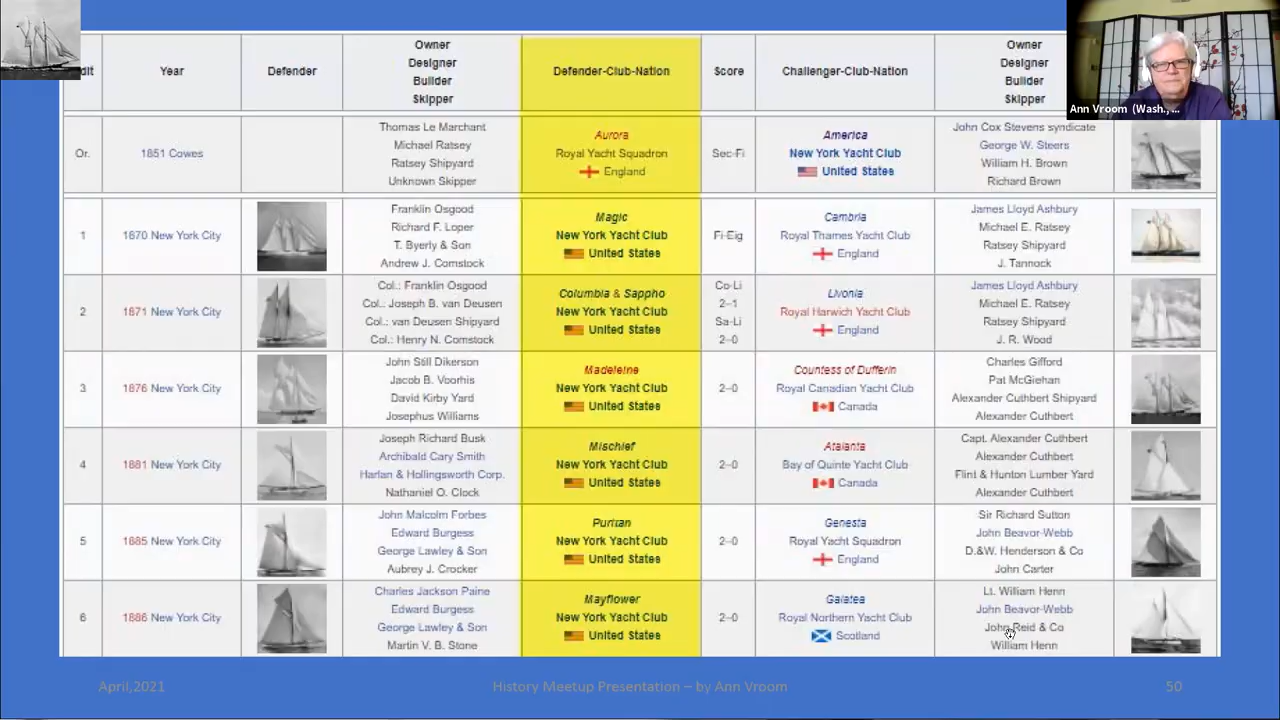 dit
Year
Defender
Owner
Designer
Builder
Skipper
Defender-Club-Nation
Score
Challenger-Club-Nation
Owner
Designer
Builder
Skipper
Ann Vroom (Wash., ...
Or.
1851 Cowes
Thomas Le Marchant
Michael Ratsey
Ratsey Shipyard
Unknown Skipper
Aurora
Royal Yacht Squadron
England
Sec-Fi
America
New York Yacht Club
United States
John Cox Stevens syndicate
George W. Steers
William H. Brown
Richard Brown
1
1870 New York City
Franklin Osgood
Richard F. Loper
T. Byerly & Son
Andrew J. Comstock
Magic
New York Yacht Club
United States
Fi-Eig
Cambria
Royal Thames Yacht Club
England
James Lloyd Ashbury
Michael E. Ratsey
Ratsey Shipyard
J. Tannock
2
1871 New York City
Col.: Franklin Osgood
Col.: Joseph B. van Deusen
Col.: van Deusen Shipyard
Col.: Henry N. Comstock
Columbia & Sappho
New York Yacht Club
United States
Co-Li
2–1
Sa-Li
2–0
Livonia
Royal Harwich Yacht Club
England
James Lloyd Ashbury
Michael E. Ratsey
Ratsey Shipyard
J. R. Wood
3
1876 New York City
John Still Dikerson
Jacob B. Voorhis
David Kirby Yard
Josephus Williams
Madeleine
New York Yacht Club
United States
2–0
Countess of Dufferin
Royal Canadian Yacht Club
Canada
Charles Gifford
Pat McGiehan
Alexander Cuthbert Shipyard
Alexander Cuthbert
4
1881 New York City
Joseph Richard Busk
Archibald Cary Smith
Harlan & Hollingsworth Corp.
Nathaniel O. Clock
Mischief
New York Yacht Club
United States
2–0
Atalanta
Bay of Quinte Yacht Club
Canada
Capt. Alexander Cuthbert
Alexander Cuthbert
Flint & Hunton Lumber Yard
Alexander Cuthbert
5
1885 New York City
John Malcolm Forbes
Edward Burgess
George Lawley & Son
Aubrey J. Crocker
Puritan
New York Yacht Club
United States
2–0
Genesta
Royal Yacht Squadron
England
Sir Richard Sutton
John Beavor-Webb
D.&W. Henderson & Co
John Carter
6
1886 New York City
Charles Jackson Paine
Edward Burgess
George Lawley & Son
Martin V. B. Stone
Mayflower
New York Yacht Club
United States
2–0
Galatea
Royal Northern Yacht Club
Scotland
Lt. William Henn
John Beavor-Webb
John Reid & Co
William Henn
April,2021
History Meetup Presentation – by Ann Vroom
50